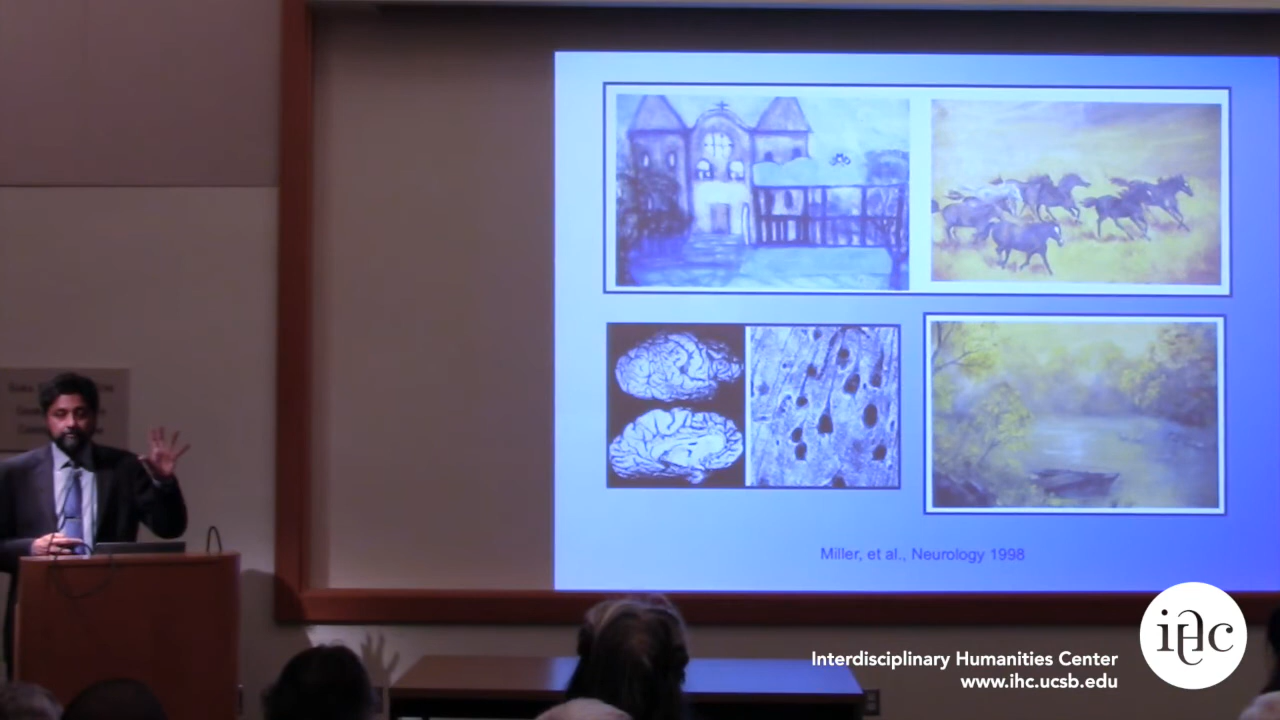 Miller, et al., Neurology 1998
Interdisciplinary Humanities Center
www.ihc.ucsb.edu
ihc